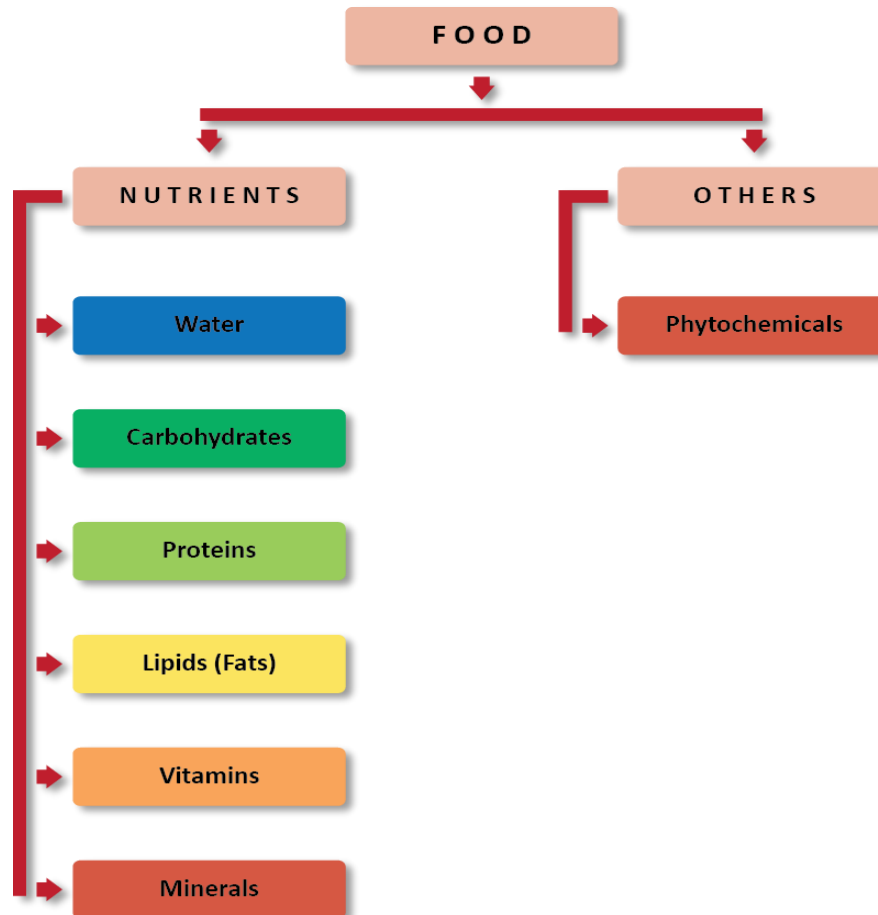 FOOD
NUTRIENTS
OTHERS
Water
Phytochemicals
Carbohydrates
Proteins
Lipids (Fats)
Vitamins
Minerals